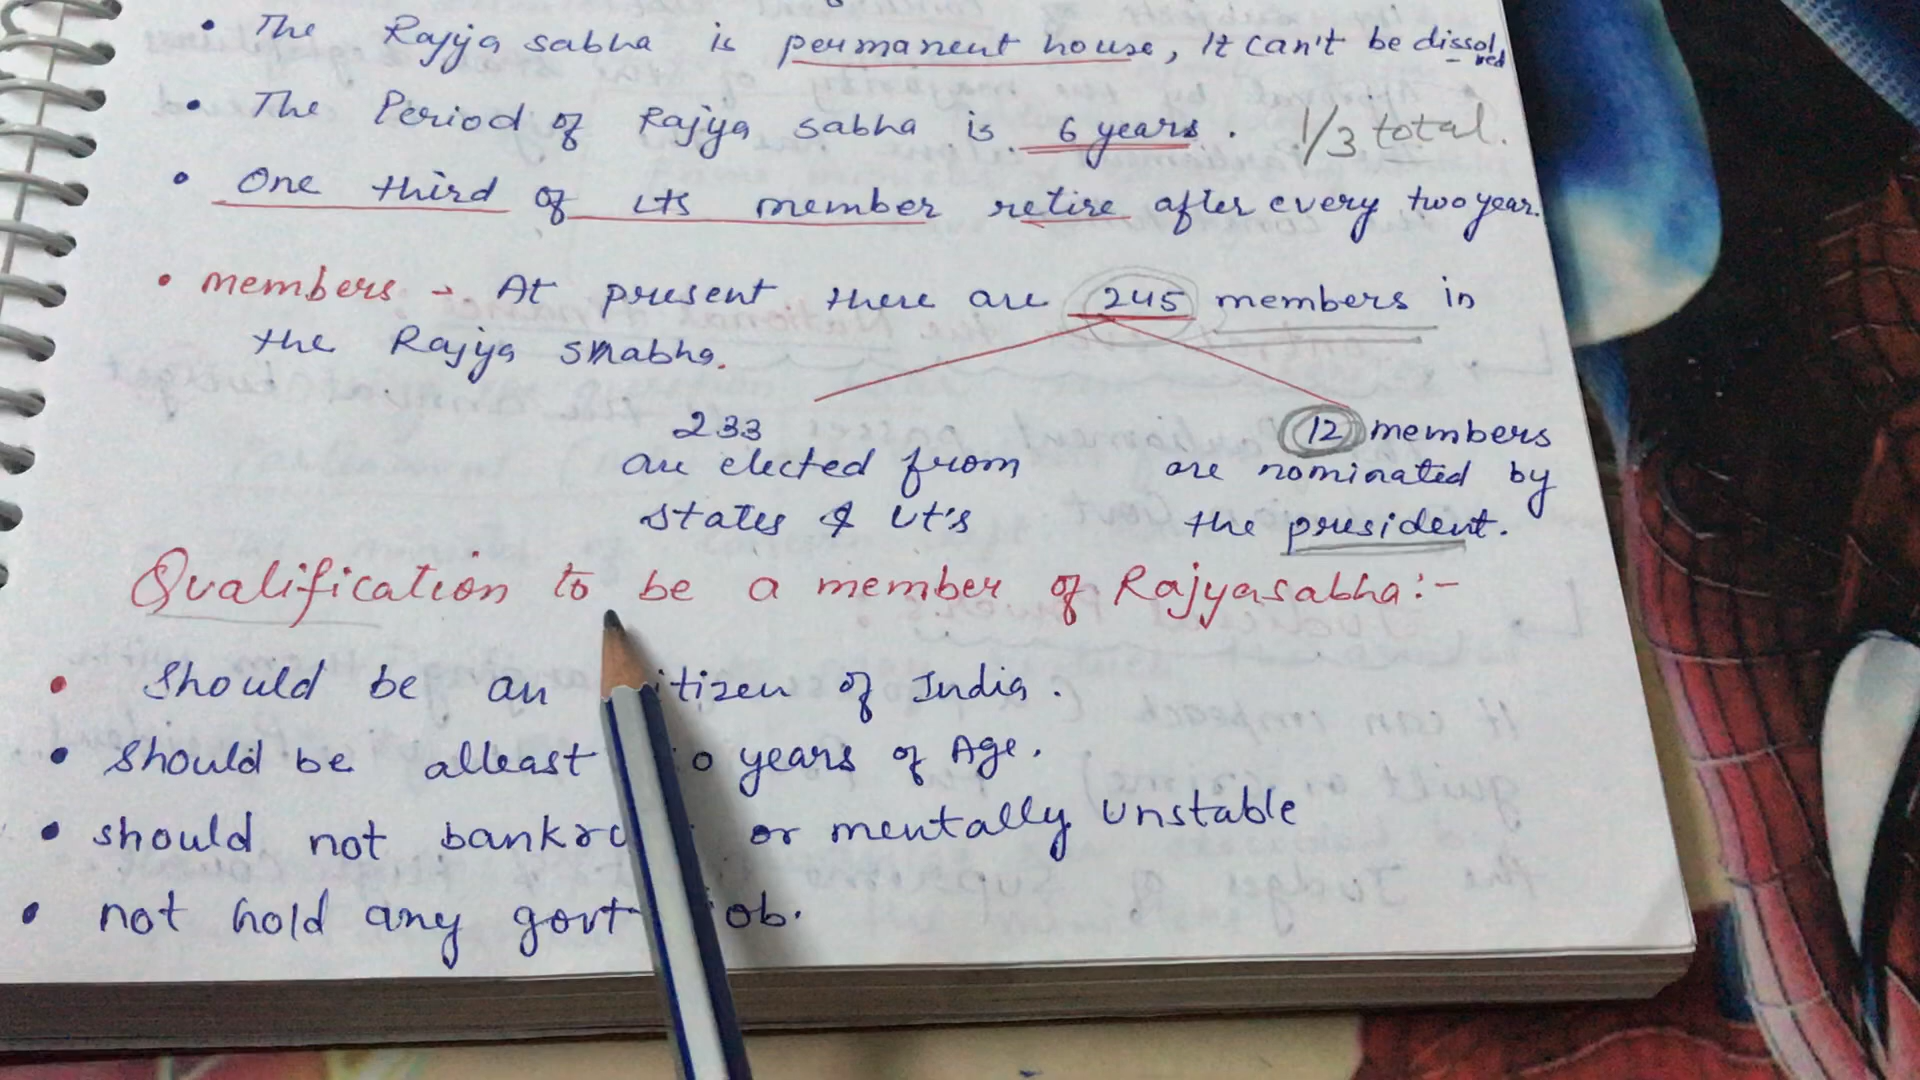 • The Rajya sabha is permanent house, It can't be dissolved
• The Period of Rajya sabha is 6 years. 1/3 total.
• One third of its member retire after every two year.
• members → At present there are 245 members in
the Rajya snabha.
233
are elected from
states & Ut's
12 members
are nominated by
the president.
Qualification to be a member of Rajyasabha:-
• Should be an itizen of India.
• Should be atleast 0 years of Age.
• should not or mentally unstable
• not hold any govt ob.